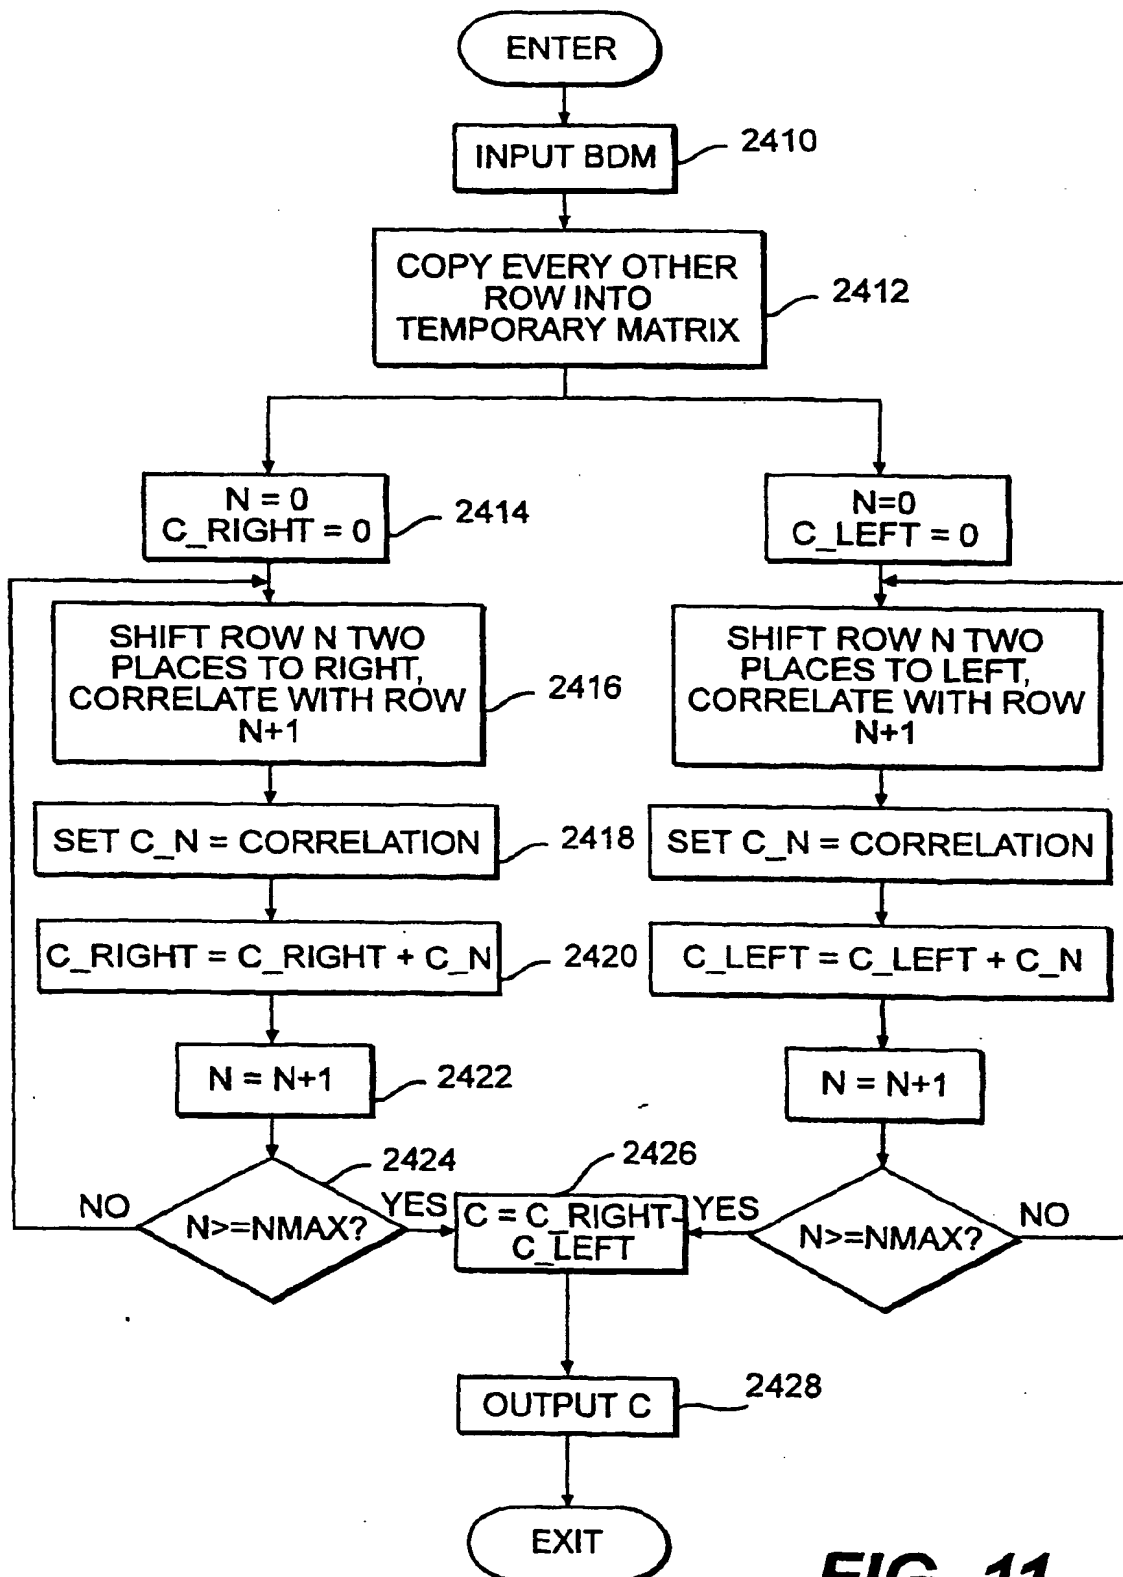 ENTER
INPUT BDM
2410
COPY EVERY OTHER
ROW INTO
TEMPORARY MATRIX
2412
N = 0
C_RIGHT = 0
2414
N=0
C_LEFT = 0
SHIFT ROW N TWO
PLACES TO RIGHT,
CORRELATE WITH ROW
N+1
2416
SHIFT ROW N TWO
PLACES TO LEFT,
CORRELATE WITH ROW
N+1
SET C_N = CORRELATION
2418
SET C_N = CORRELATION
C_RIGHT = C_RIGHT + C_N
2420
C_LEFT = C_LEFT + C_N
N = N+1
2422
N = N+1
N>=NMAX?
2424
NO
YES
C = C_RIGHT-
C_LEFT
2426
YES
N>=NMAX?
NO
OUTPUT C
2428
EXIT
FIG. 11